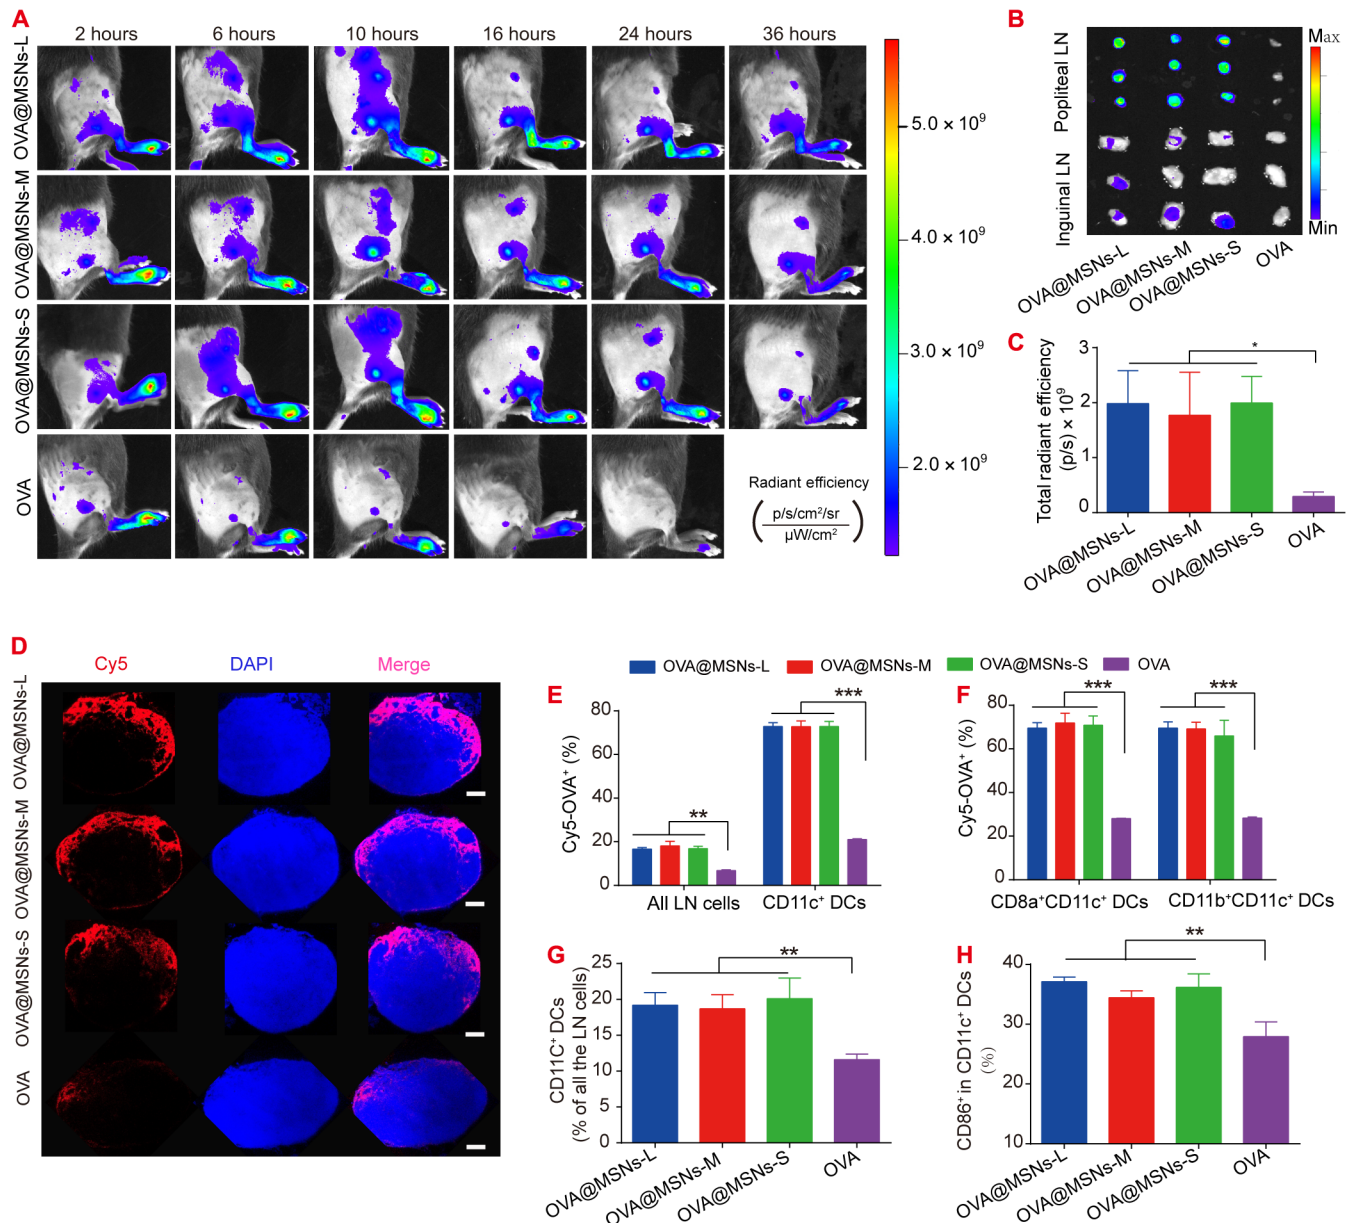 A
2 hours 6 hours 10 hours 16 hours 24 hours 36 hours
OVA@MSNs-L
OVA@MSNs-M
OVA@MSNs-S
OVA
5.0 × 10⁹
4.0 × 10⁹
3.0 × 10⁹
2.0 × 10⁹
Radiant efficiency
p/s/cm²/sr
µW/cm²
B
Popliteal LN
Inguinal LN
Max
Min
OVA@MSNs-L
OVA@MSNs-M
OVA@MSNs-S
OVA
C
Total radiant efficiency
(p/s) × 10⁹
3
2
1
0
*
OVA@MSNs-L
OVA@MSNs-M
OVA@MSNs-S
OVA
D
Cy5 DAPI Merge
OVA@MSNs-L
OVA@MSNs-M
OVA@MSNs-S
OVA
OVA@MSNs-L OVA@MSNs-M OVA@MSNs-S OVA
E
Cy5-OVA⁺ (%)
80
60
40
20
0
**
***
All LN cells CD11c⁺ DCs
F
Cy5-OVA⁺ (%)
80
60
40
20
0
***
***
CD8a⁺CD11c⁺ DCs CD11b⁺CD11c⁺ DCs
G
CD11C⁺ DCs
(% of all the LN cells)
25
20
15
10
5
0
**
OVA@MSNs-L
OVA@MSNs-M
OVA@MSNs-S
OVA
H
CD86⁺ in CD11c⁺ DCs
(%)
40
30
20
10
**
OVA@MSNs-L
OVA@MSNs-M
OVA@MSNs-S
OVA